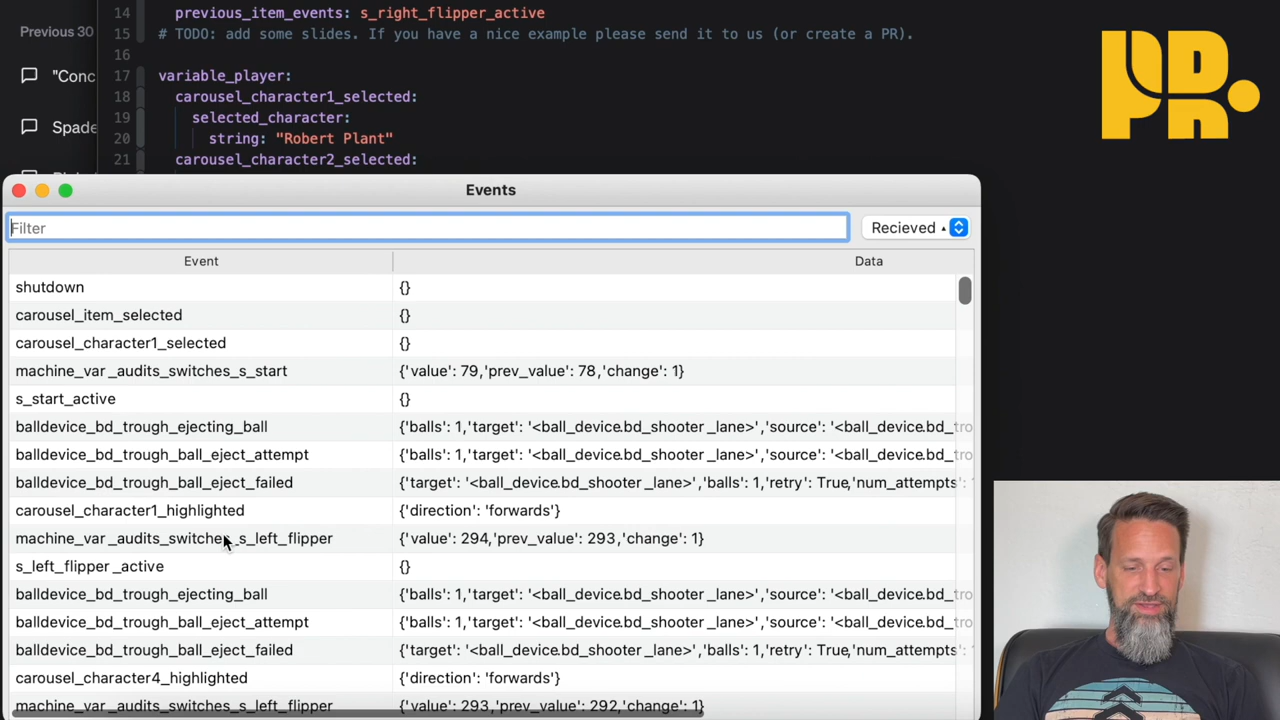 Previous 30
"Conc
Spade
14 previous_item_events: s_right_flipper_active
15 # TODO: add some slides. If you have a nice example please send it to us (or create a PR).
16
17 variable_player:
18 carousel_character1_selected:
19 selected_character:
20 string: "Robert Plant"
21 carousel_character2_selected:
Events
Filter
Recieved
Event Data
shutdown {}
carousel_item_selected {}
carousel_character1_selected {}
machine_var_audits_switches_s_start {'value': 79,'prev_value': 78,'change': 1}
s_start_active {}
balldevice_bd_trough_ejecting_ball {'balls': 1,'target': '<ball_device.bd_shooter_lane>','source': '<ball_device.bd_tro
balldevice_bd_trough_ball_eject_attempt {'balls': 1,'target': '<ball_device.bd_shooter_lane>','source': '<ball_device.bd_tro
balldevice_bd_trough_ball_eject_failed {'target': '<ball_device.bd_shooter_lane>','balls': 1,'retry': True,'num_attempts':
carousel_character1_highlighted {'direction': 'forwards'}
machine_var_audits_switches_s_left_flipper {'value': 294,'prev_value': 293,'change': 1}
s_left_flipper_active {}
balldevice_bd_trough_ejecting_ball {'balls': 1,'target': '<ball_device.bd_shooter_lane>','source': '<ball_device.bd_tro
balldevice_bd_trough_ball_eject_attempt {'balls': 1,'target': '<ball_device.bd_shooter_lane>','source': '<ball_device.bd_tro
balldevice_bd_trough_ball_eject_failed {'target': '<ball_device.bd_shooter_lane>','balls': 1,'retry': True,'num_attempts':
carousel_character4_highlighted {'direction': 'forwards'}
machine_var_audits_switches_s_left_flipper {'value': 293,'prev_value': 292,'change': 1}